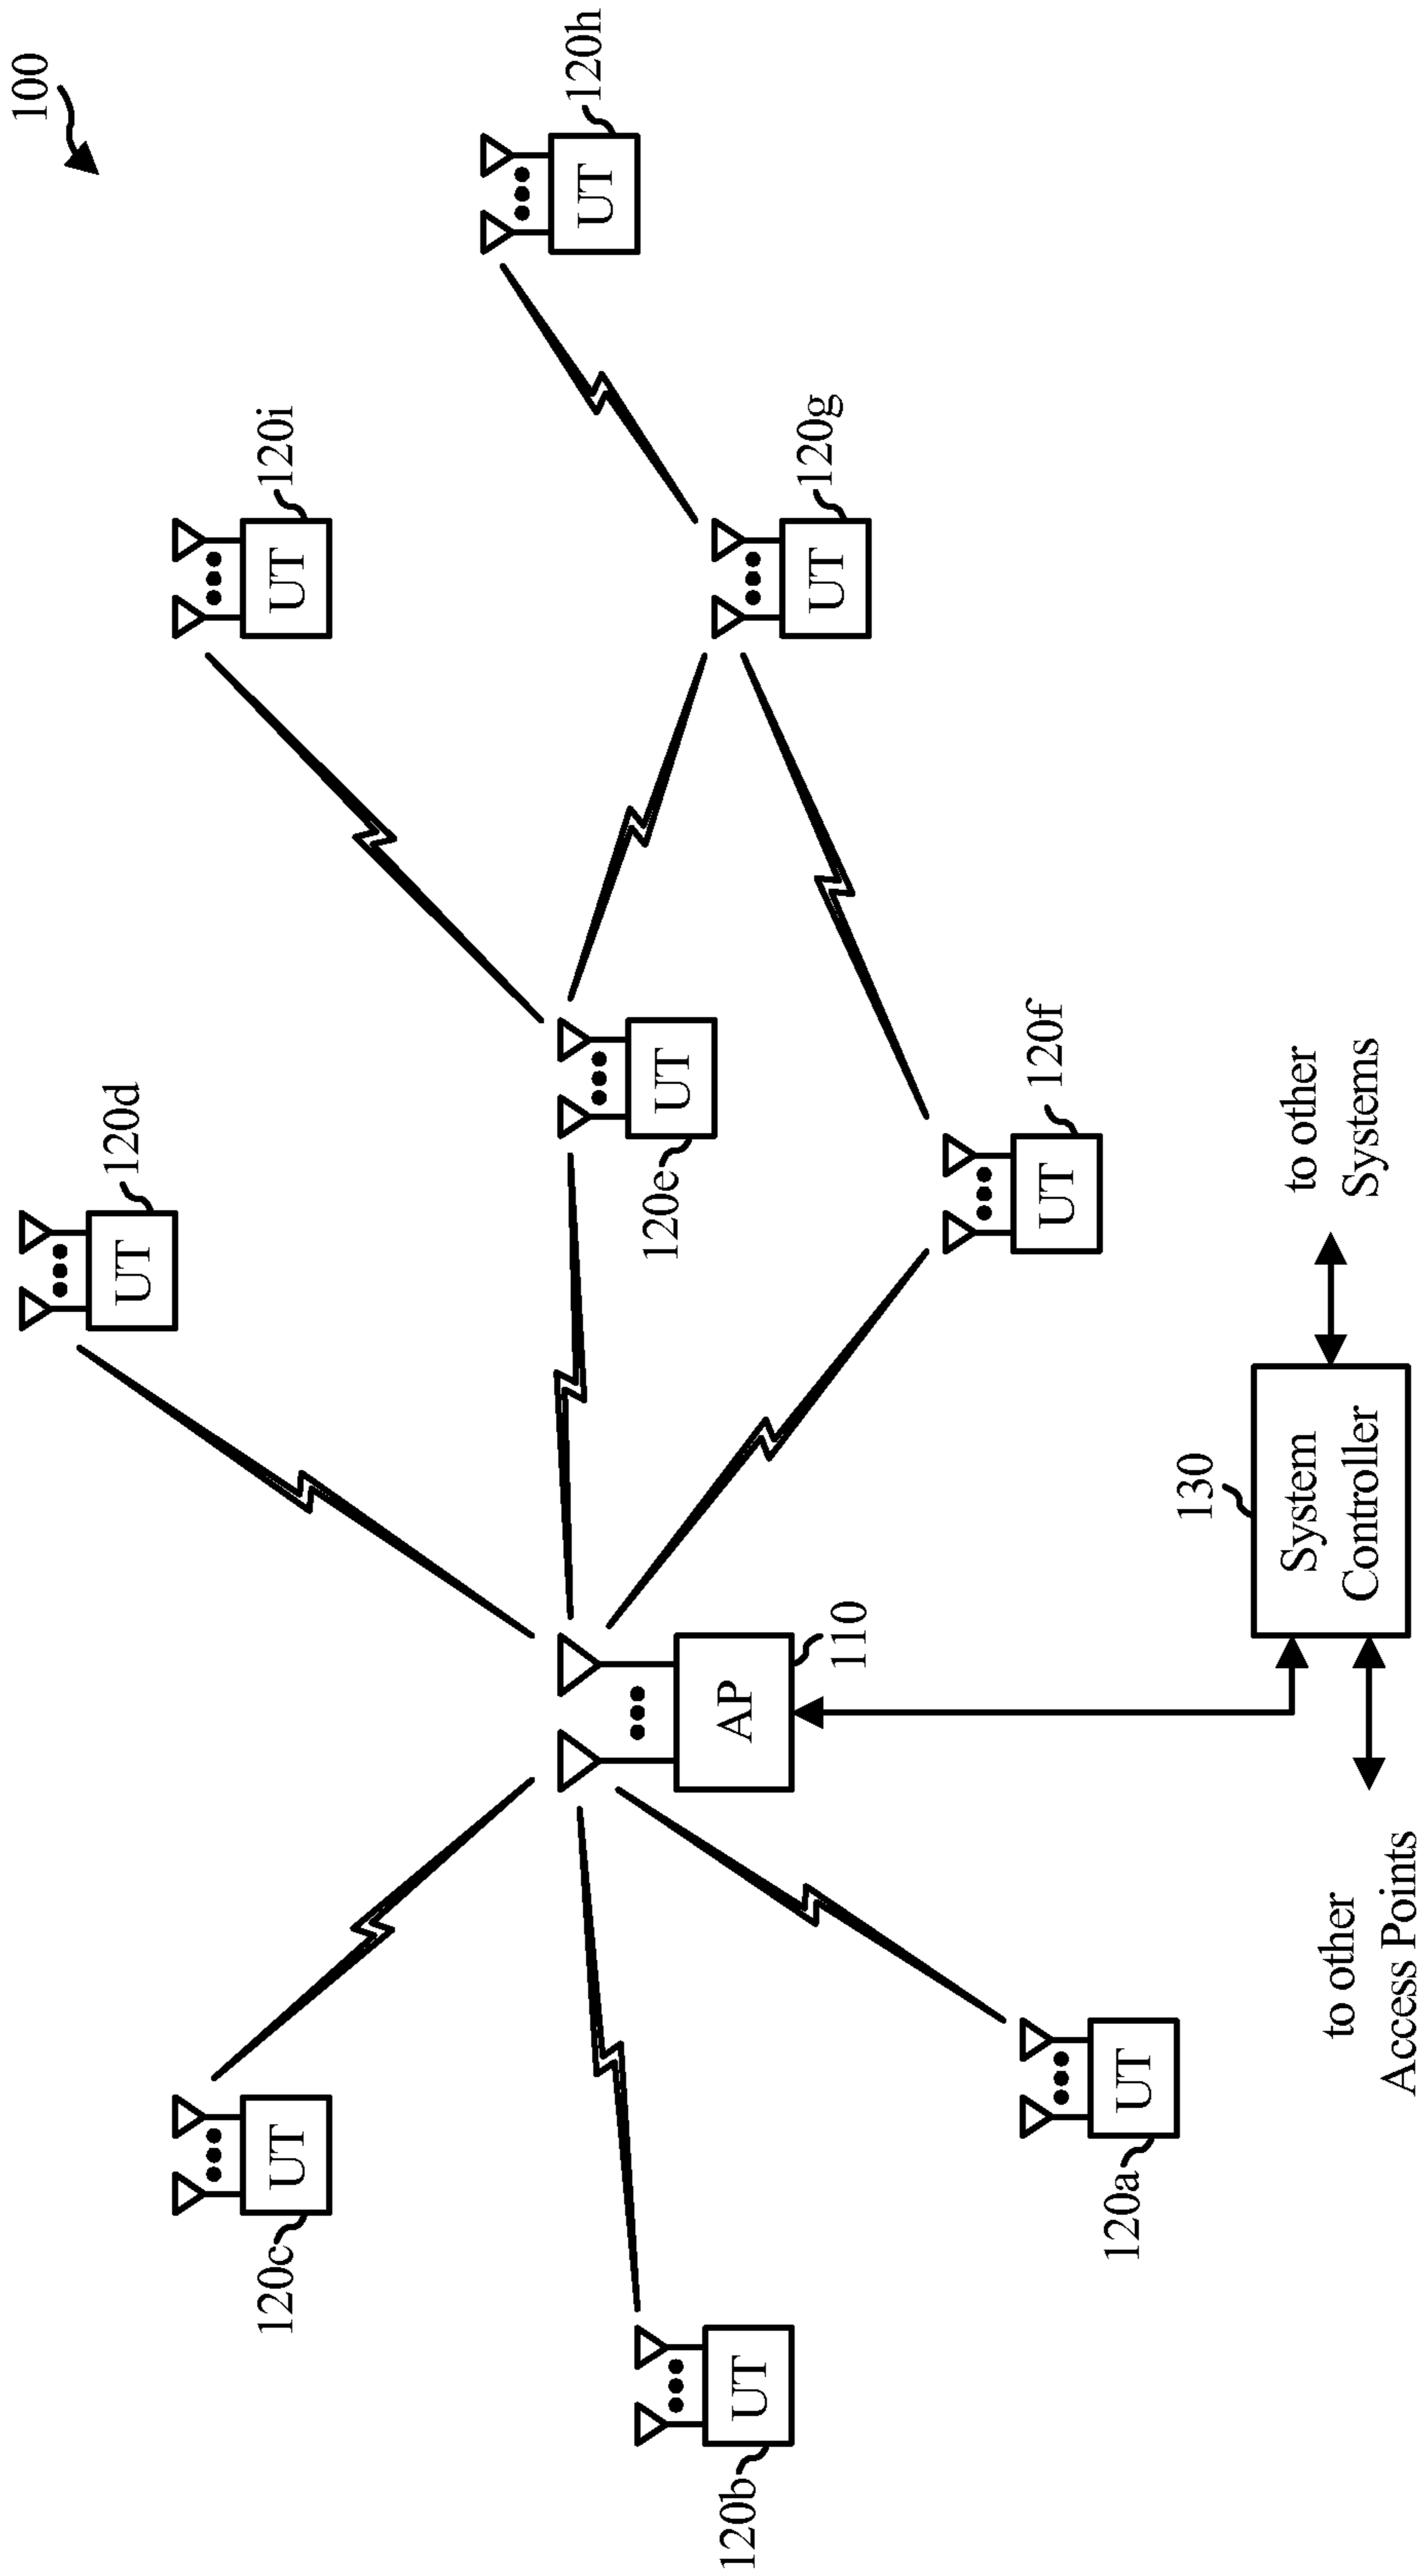 100
120d
UT
120i
UT
120c
UT
120h
UT
120e
UT
AP
110
120g
UT
120b
UT
120f
UT
120a
UT
130
System
Controller
to other
Systems
to other
Access Points